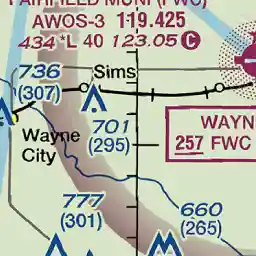 FAIRFIELD MUNI (FWC)
AWOS-3 119.425
434 *L 40 123.05 C
736
(307)
Sims
Wayne
City
701
(295)
WAYN
257 FWC
777
(301)
660
(265)